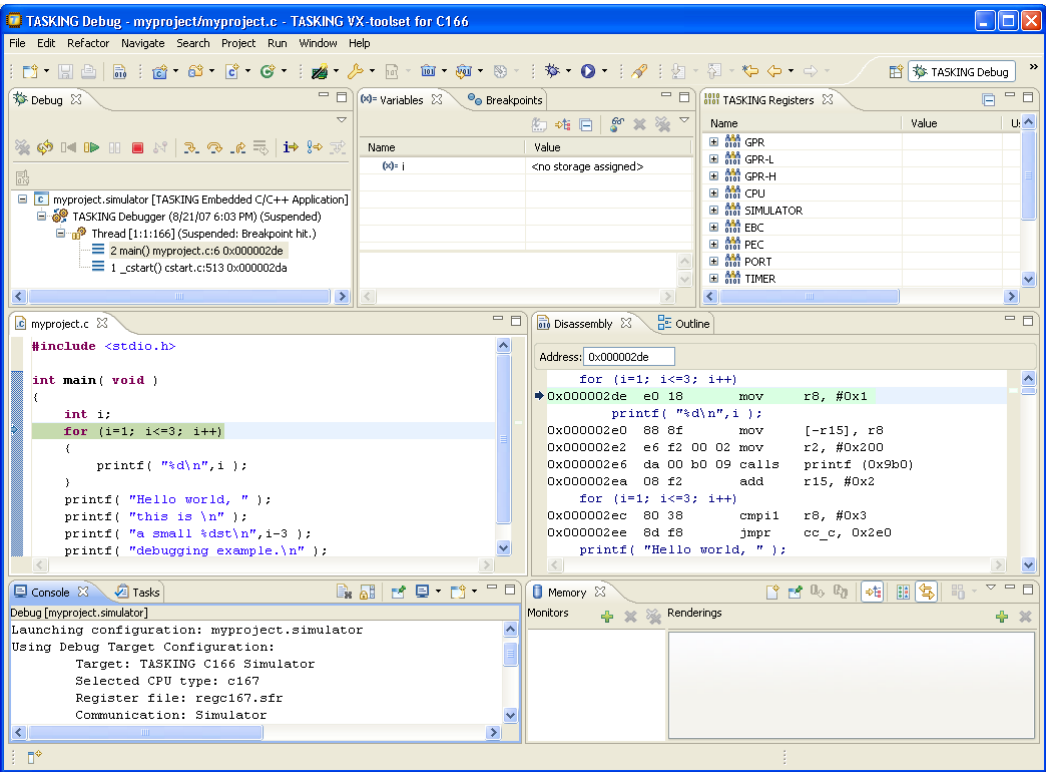 TASKING Debug - myproject/myproject.c - TASKING VX-toolset for C166
File Edit Refactor Navigate Search Project Run Window Help
TASKING Debug
Debug
myproject.simulator [TASKING Embedded C/C++ Application]
TASKING Debugger (8/21/07 6:03 PM) (Suspended)
Thread [1:1:166] (Suspended: Breakpoint hit.)
2 main() myproject.c:6 0x000002de
1 _cstart() cstart.c:513 0x000002da
(x)= Variables Breakpoints
Name Value
(x)= i <no storage assigned>
TASKING Registers
Name Value
GPR
GPR-L
GPR-H
CPU
SIMULATOR
EBC
PEC
PORT
TIMER
myproject.c
#include <stdio.h>
int main( void )
{
int i;
for (i=1; i<=3; i++)
{
printf( "%d\n",i );
}
printf( "Hello world, " );
printf( "this is \n" );
printf( "a small %dst\n",i-3 );
printf( "debugging example.\n" );
Disassembly Outline
Address: 0x000002de
for (i=1; i<=3; i++)
0x000002de e0 18 mov r8, #0x1
printf( "%d\n",i );
0x000002e0 88 8f mov [-r15], r8
0x000002e2 e6 f2 00 02 mov r2, #0x200
0x000002e6 da 00 b0 09 calls printf (0x9b0)
0x000002ea 08 f2 add r15, #0x2
for (i=1; i<=3; i++)
0x000002ec 80 38 cmpi1 r8, #0x3
0x000002ee 8d f8 jmpr cc_c, 0x2e0
printf( "Hello world, " );
Console Tasks
Debug [myproject.simulator]
Launching configuration: myproject.simulator
Using Debug Target Configuration:
Target: TASKING C166 Simulator
Selected CPU type: c167
Register file: regc167.sfr
Communication: Simulator
Memory
Monitors
Renderings